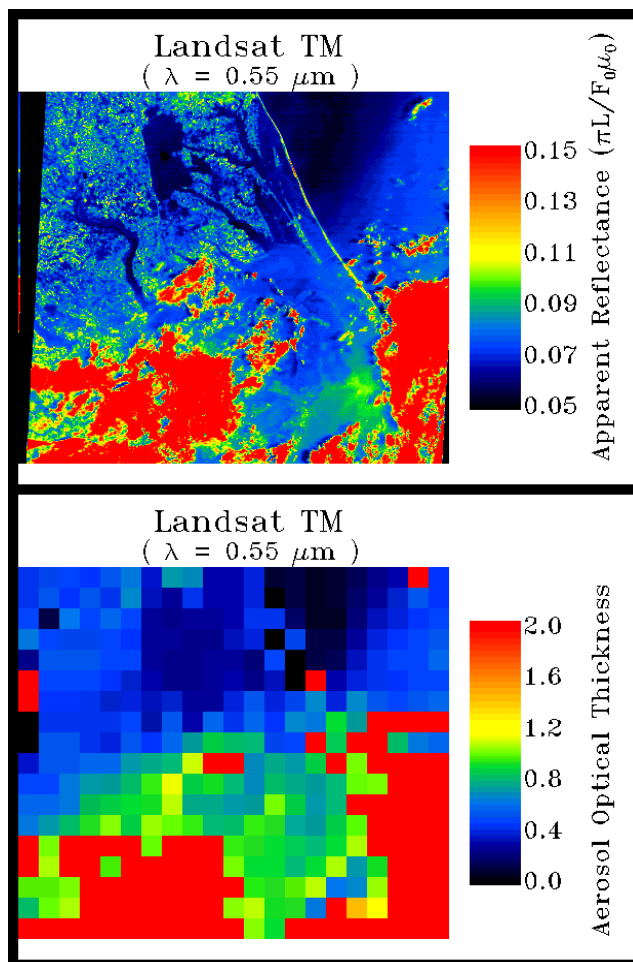 Landsat TM
( λ = 0.55 μm )
0.15
0.13
0.11
0.09
0.07
0.05
Apparent Reflectance (πL/F₀μ₀)
Landsat TM
( λ = 0.55 μm )
2.0
1.6
1.2
0.8
0.4
0.0
Aerosol Optical Thickness